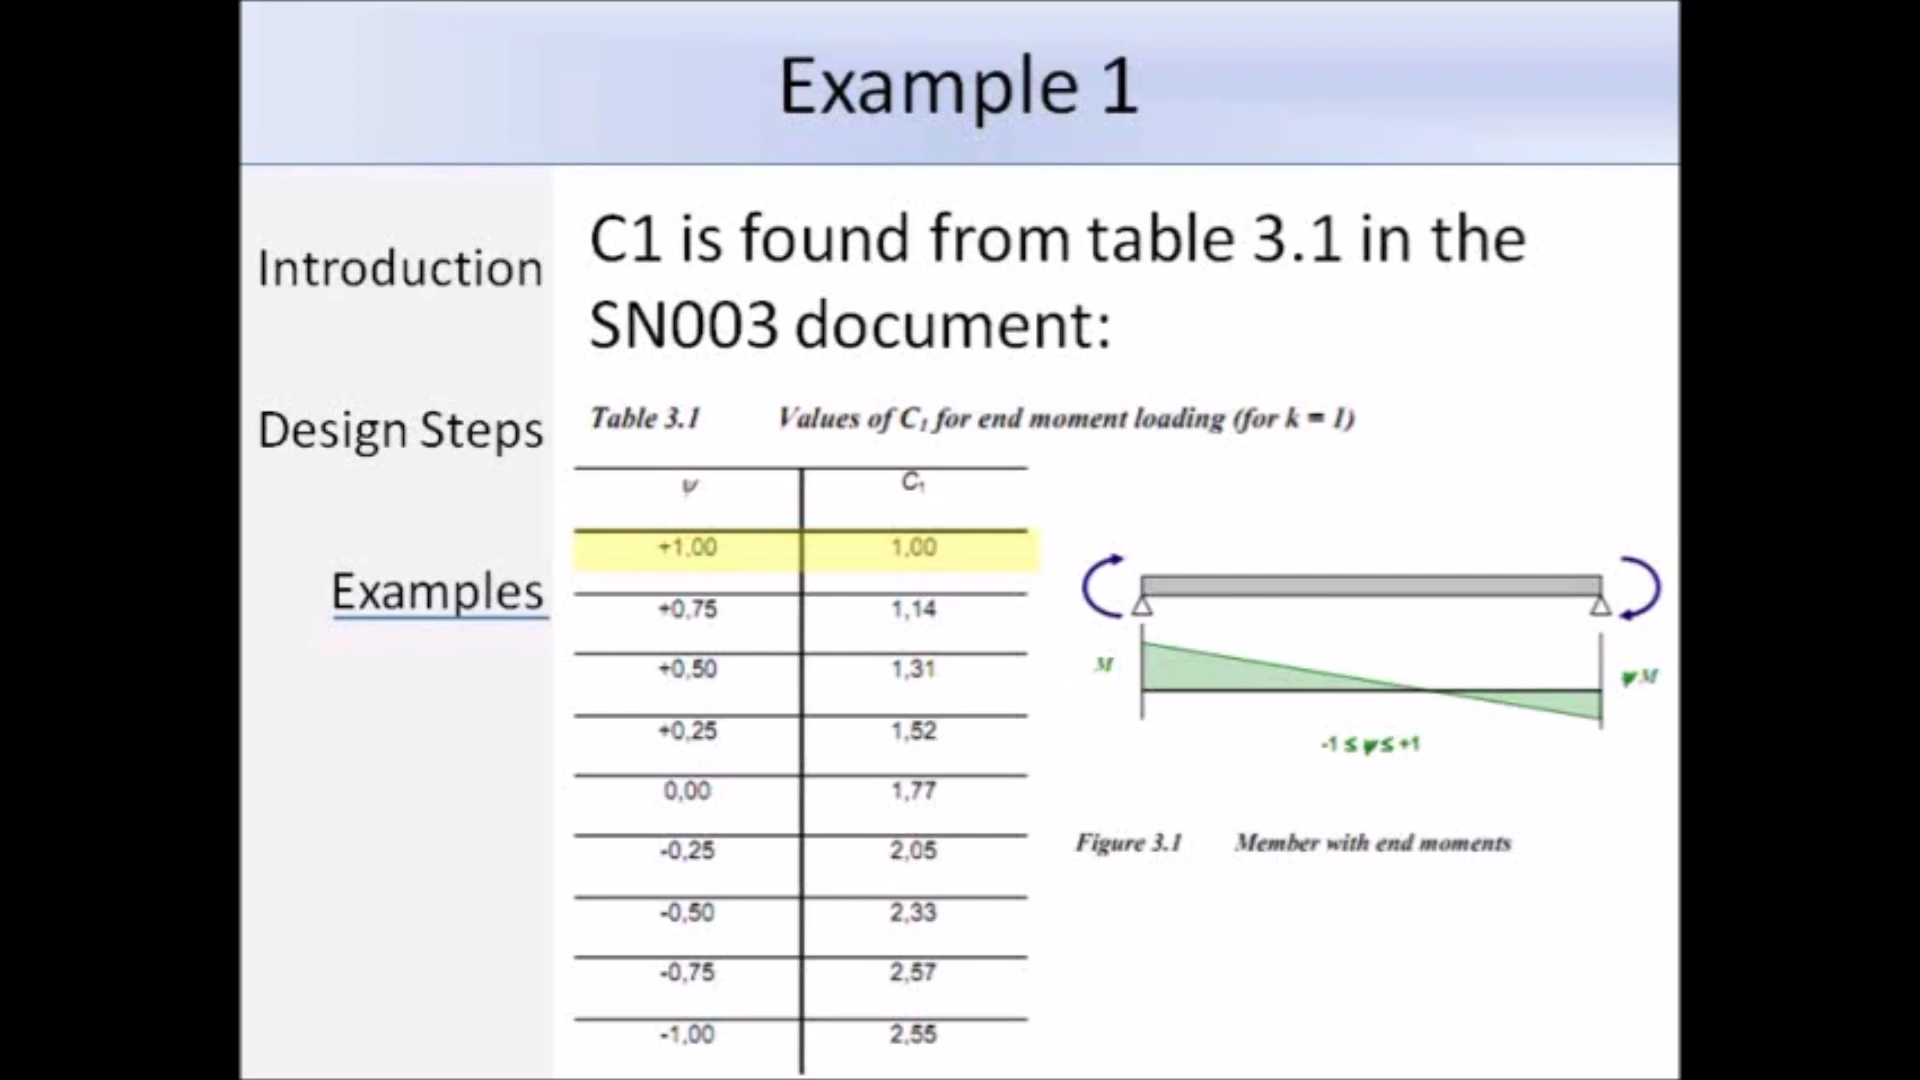 Example 1
Introduction
Design Steps
Examples
C1 is found from table 3.1 in the
SN003 document:
Table 3.1 Values of C₁ for end moment loading (for k = 1)
ψ C₁
+1,00 1,00
+0,75 1,14
+0,50 1,31
+0,25 1,52
0,00 1,77
-0,25 2,05
-0,50 2,33
-0,75 2,57
-1,00 2,55
M
ψM
-1 ≤ ψ ≤ +1
Figure 3.1 Member with end moments